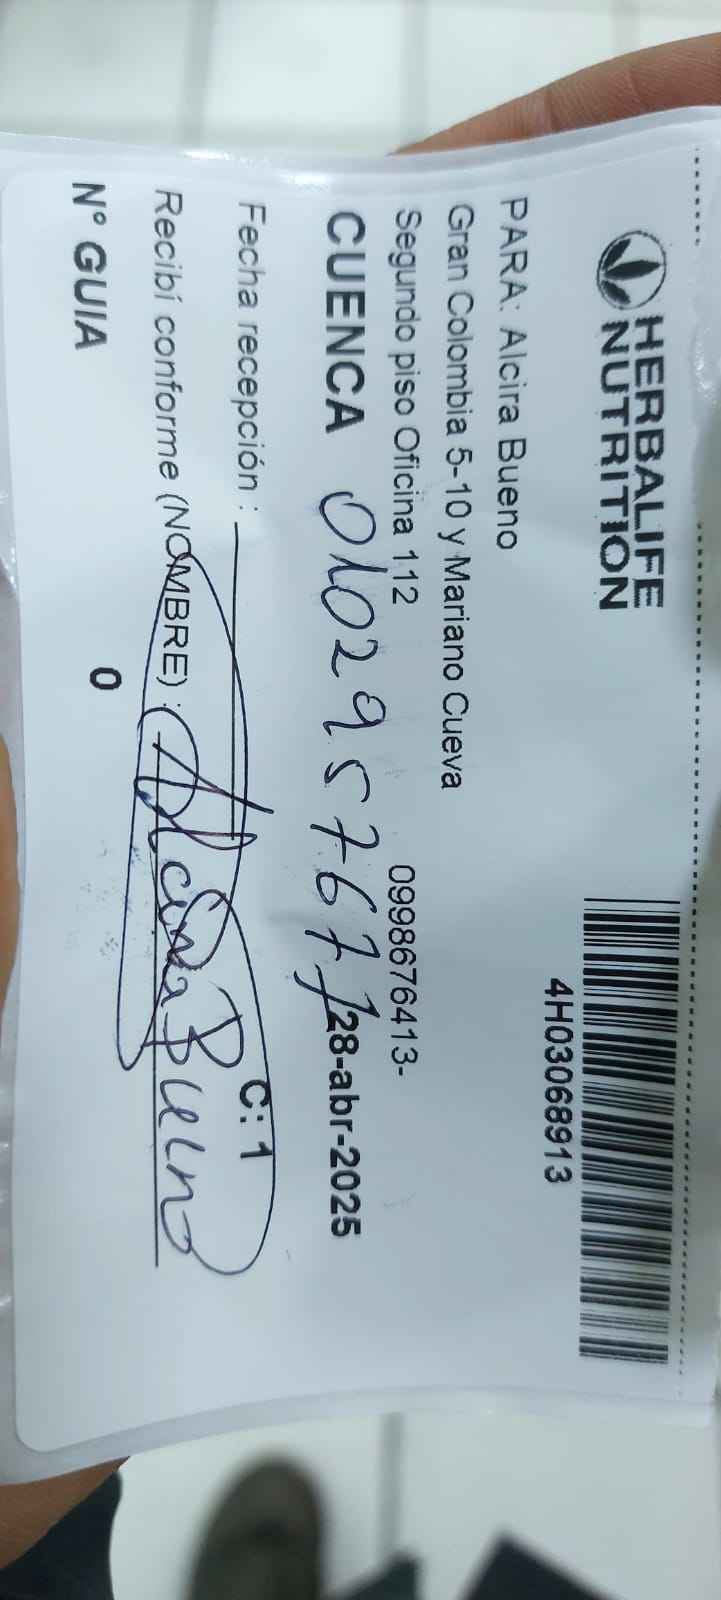 HERBALIFE
NUTRITION
4H03068913
PARA: Alcira Bueno
Gran Colombia 5-10 y Mariano Cueva
Segundo piso Oficina 112
0998676413-
CUENCA
0102957677
28-abr-2025
Fecha recepción :
C: 1
Recibí conforme (NOMBRE) :
Alcira Bueno
N° GUIA
0